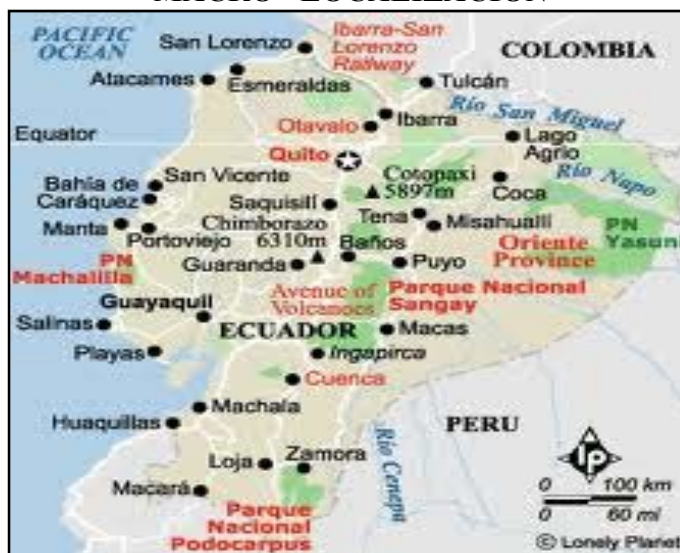 MACRO - LOCALIZACIÓN
PACIFIC
OCEAN
San Lorenzo
Ibarra-San
Lorenzo
Railway
COLOMBIA
Atacames
Esmeraldas
Tulcán
Río San Miguel
Ibarra
Otavalo
Equator
Lago
Agrio
Quito
San Vicente
Cotopaxi
5897m
Coca
Río Napo
Bahía de
Caráquez
Saquisilí
Tena
Misahuallí
PN
Yasuní
Manta
Portoviejo
Chimborazo
6310m
Baños
Oriente
Province
PN
Machalilla
Guaranda
Puyo
Avenue of
Volcanoes
Parque Nacional
Sangay
Guayaquil
Salinas
ECUADOR
Macas
Playas
Ingapirca
Cuenca
Machala
Huaquillas
PERU
Río Cenepa
Loja
Zamora
Macará
Parque
Nacional
Podocarpus
lp
0 100 km
0 60 mi
© Lonely Planet